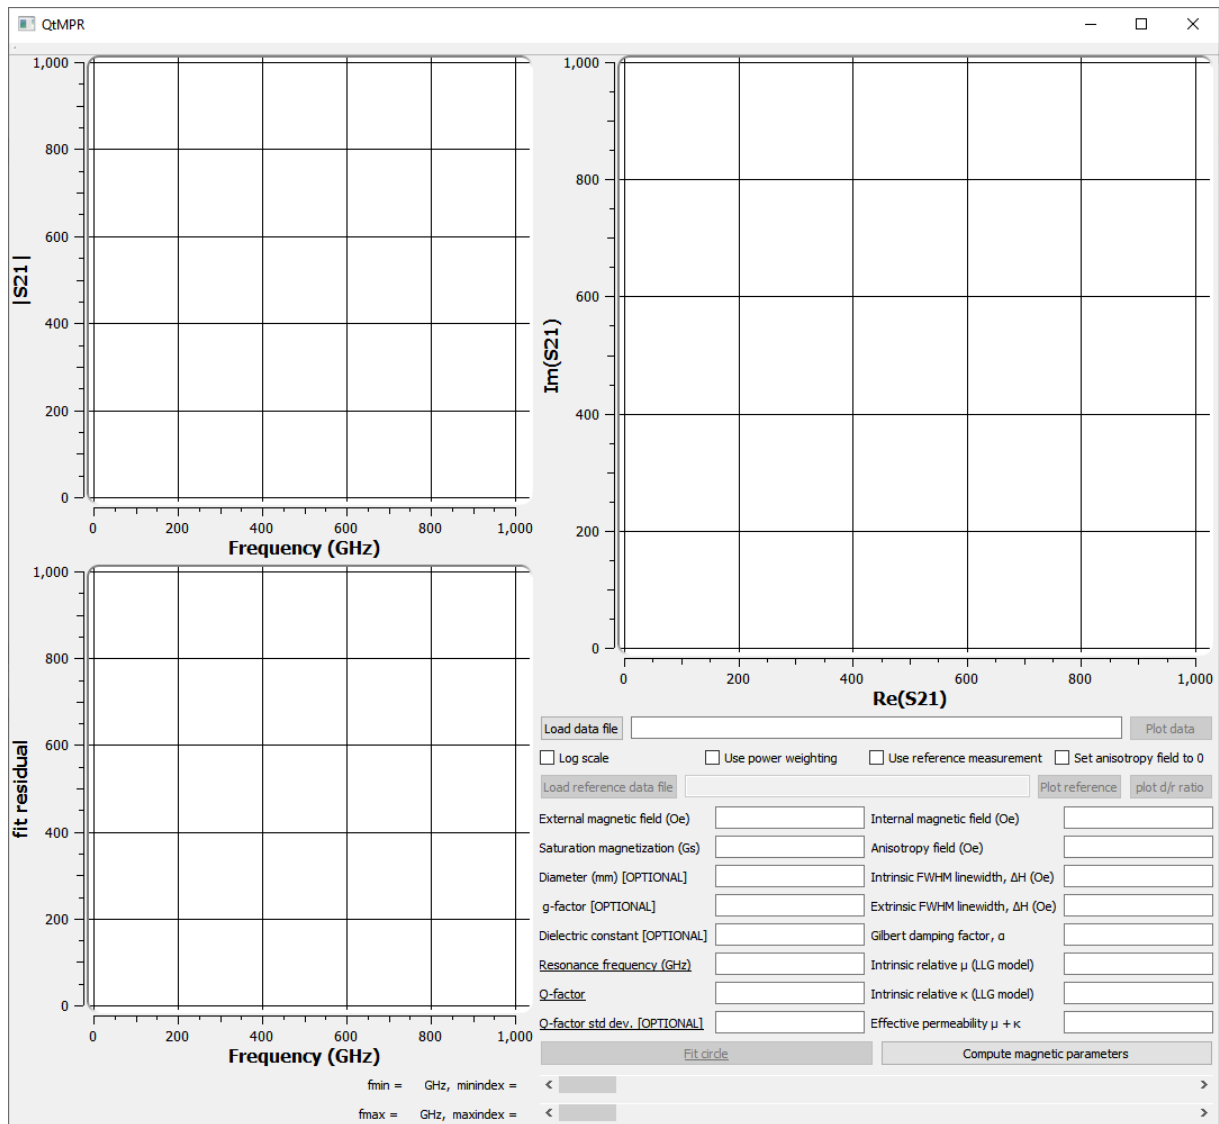 QtMPR
1,000
800
600
400
200
0
|S21|
0 200 400 600 800 1,000
Frequency (GHz)
1,000
800
600
400
200
0
Im(S21)
0 200 400 600 800 1,000
Re(S21)
1,000
800
600
400
200
0
fit residual
0 200 400 600 800 1,000
Frequency (GHz)
Load data file Plot data
Log scale Use power weighting Use reference measurement Set anisotropy field to 0
Load reference data file Plot reference plot d/r ratio
External magnetic field (Oe) Internal magnetic field (Oe)
Saturation magnetization (Gs) Anisotropy field (Oe)
Diameter (mm) [OPTIONAL] Intrinsic FWHM linewidth, ΔH (Oe)
g-factor [OPTIONAL] Extrinsic FWHM linewidth, ΔH (Oe)
Dielectric constant [OPTIONAL] Gilbert damping factor, α
Resonance frequency (GHz) Intrinsic relative μ (LLG model)
Q-factor Intrinsic relative κ (LLG model)
Q-factor std dev. [OPTIONAL] Effective permeability μ + κ
Fit circle Compute magnetic parameters
fmin = GHz, minindex =
fmax = GHz, maxindex =